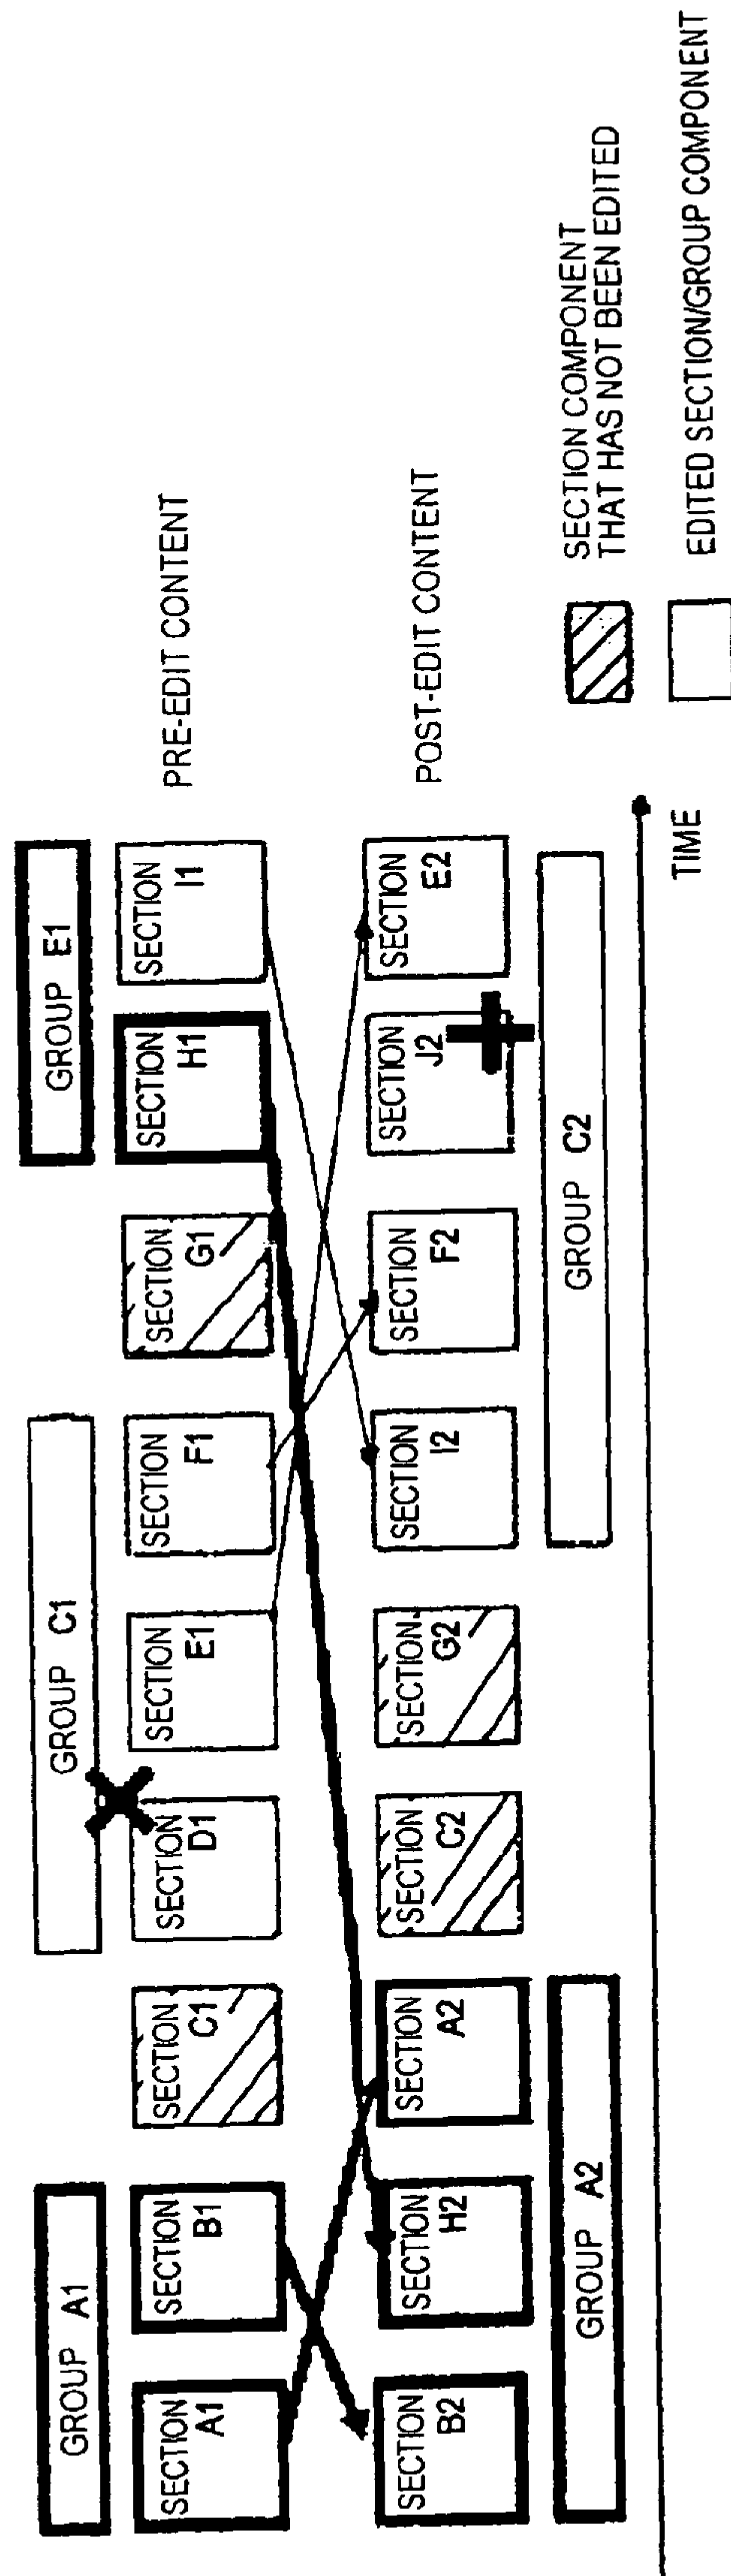 GROUP A1
GROUP C1
GROUP E1
SECTION
A1
SECTION
B1
SECTION
C1
SECTION
D1
SECTION
E1
SECTION
F1
SECTION
G1
SECTION
H1
SECTION
I1
PRE-EDIT CONTENT
SECTION
B2
SECTION
H2
SECTION
A2
SECTION
C2
SECTION
G2
SECTION
I2
SECTION
F2
SECTION
J2
SECTION
E2
POST-EDIT CONTENT
GROUP A2
GROUP C2
TIME
SECTION COMPONENT
THAT HAS NOT BEEN EDITED
EDITED SECTION/GROUP COMPONENT